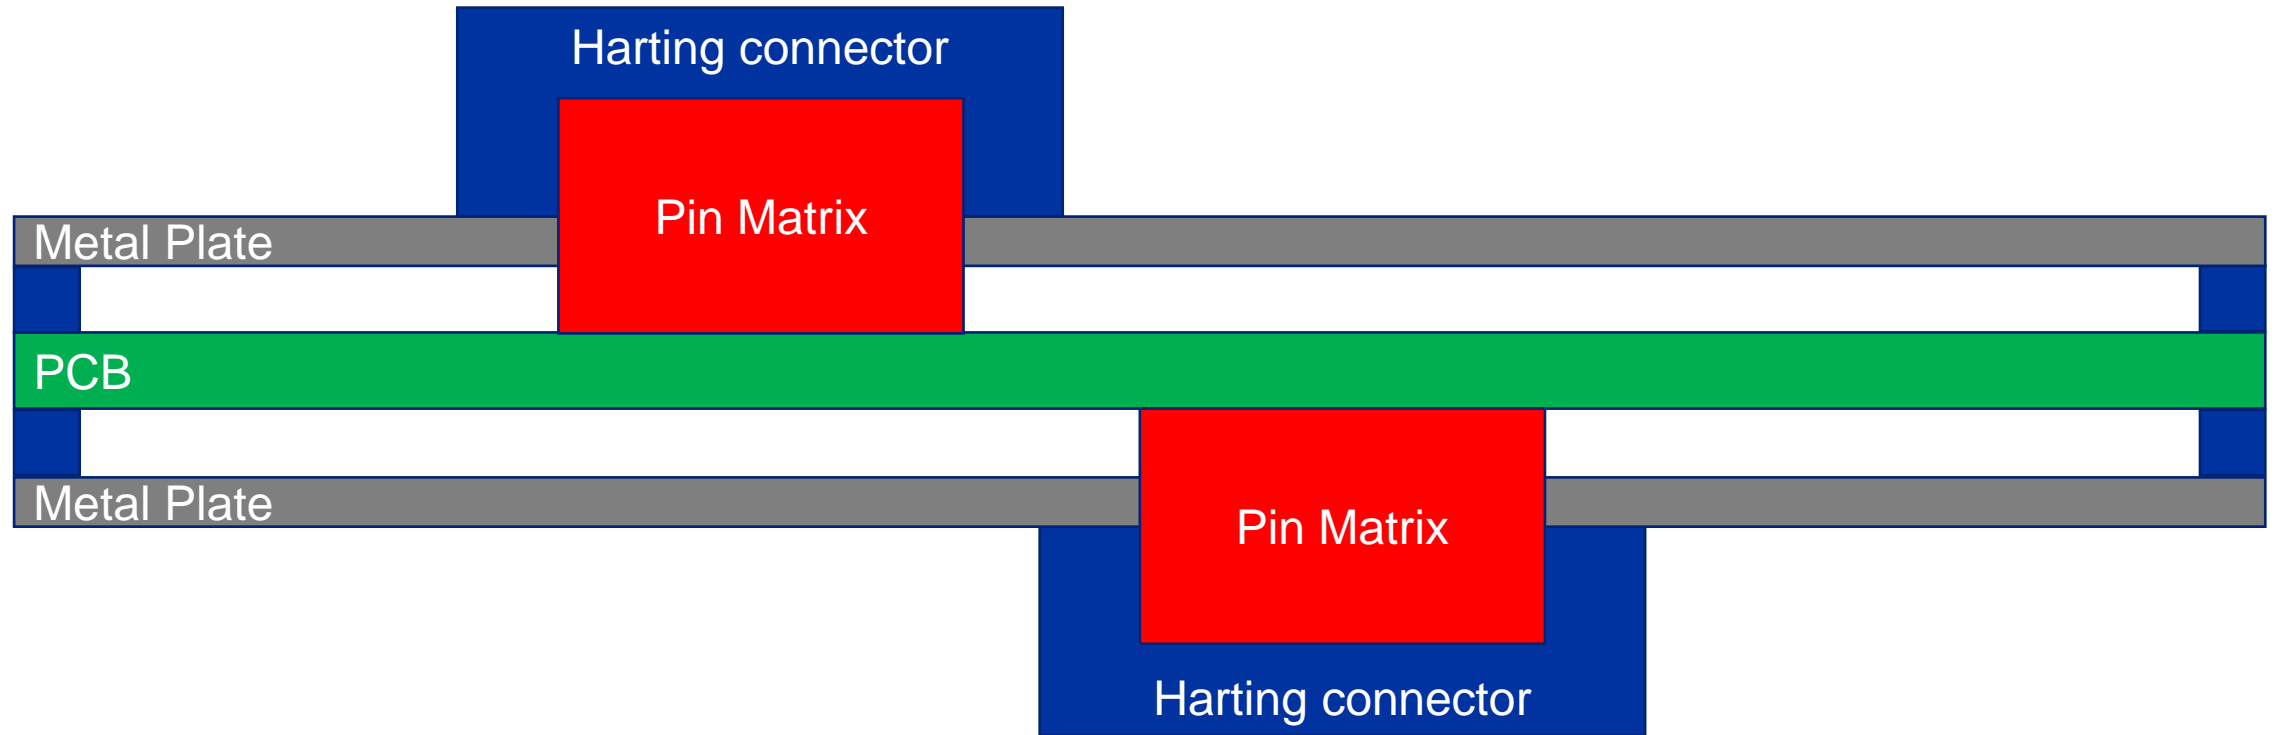 Harting connector
Pin Matrix
Metal Plate
PCB
Metal Plate
Pin Matrix
Harting connector